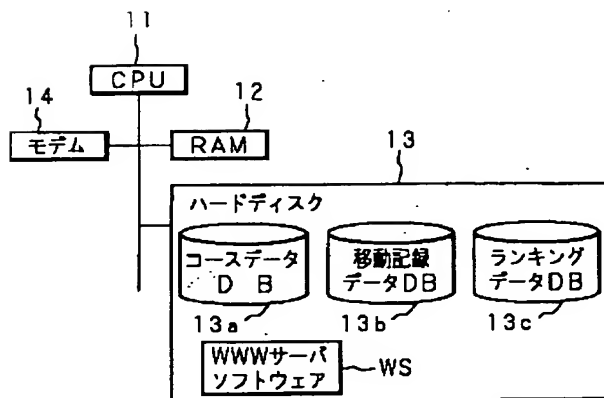 11
CPU
14
12
モデム
RAM
13
ハードディスク
コースデータ
D B
移動記録
データDB
ランキング
データDB
13a
13b
13c
WWWサーバ
ソフトウェア
WS